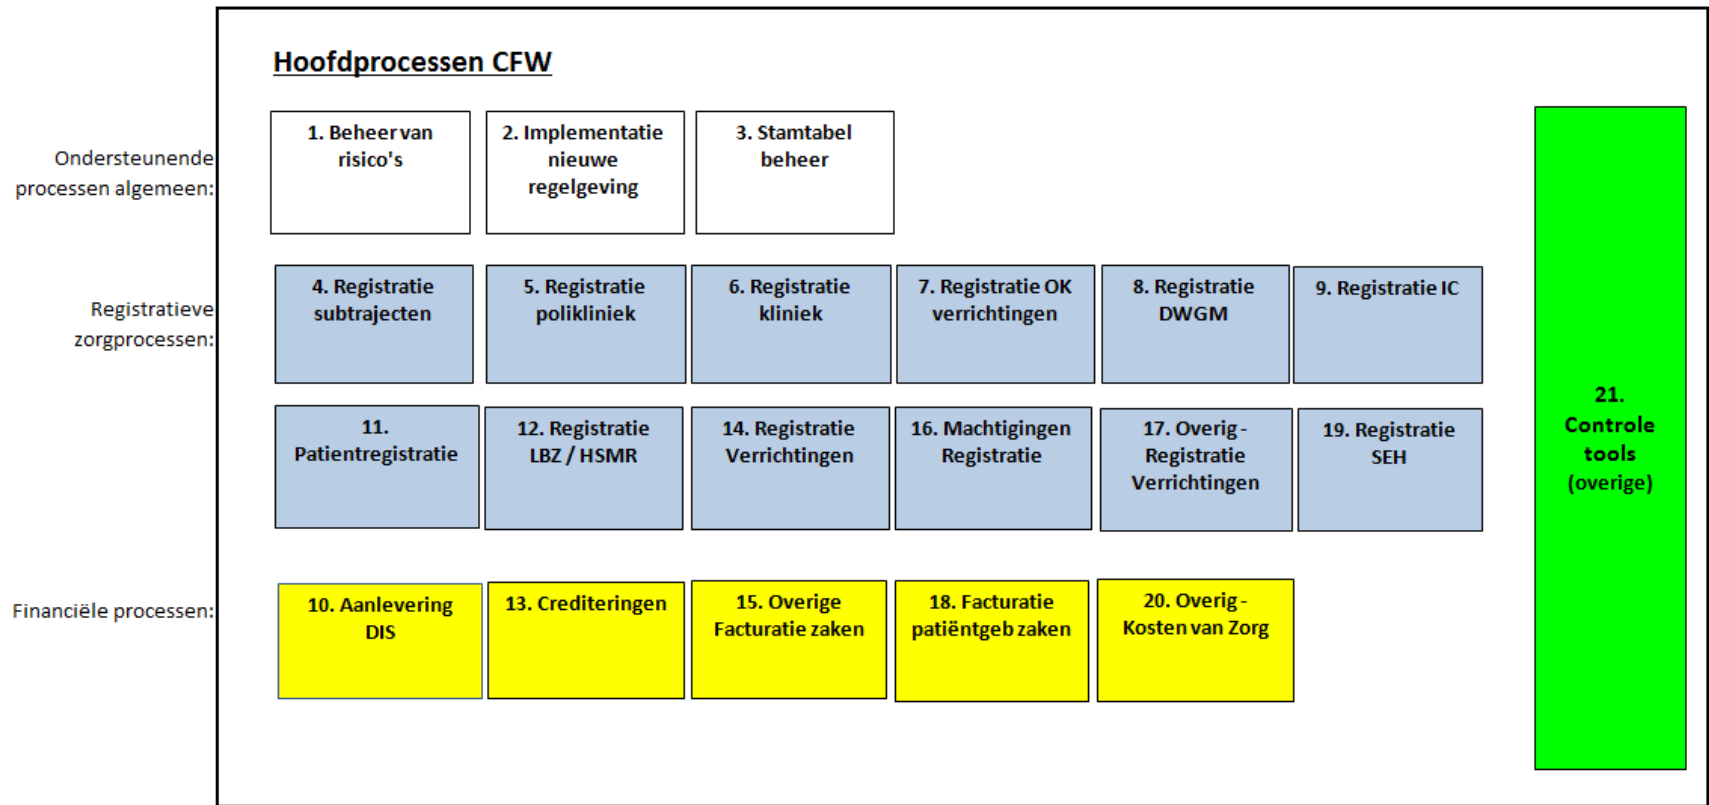 Hoofdprocessen CFW
Ondersteunende
processen algemeen:
1. Beheer van
risico's
2. Implementatie
nieuwe
regelgeving
3. Stamtabel
beheer
Registratieve
zorgprocessen:
4. Registratie
subtrajecten
5. Registratie
polikliniek
6. Registratie
kliniek
7. Registratie OK
verrichtingen
8. Registratie
DWGM
9. Registratie IC
11.
Patientregistratie
12. Registratie
LBZ / HSMR
14. Registratie
Verrichtingen
16. Machtigingen
Registratie
17. Overig -
Registratie
Verrichtingen
19. Registratie
SEH
Financiële processen:
10. Aanlevering
DIS
13. Crediteringen
15. Overige
Facturatie zaken
18. Facturatie
patiëntgeb zaken
20. Overig -
Kosten van Zorg
21.
Controle
tools
(overige)